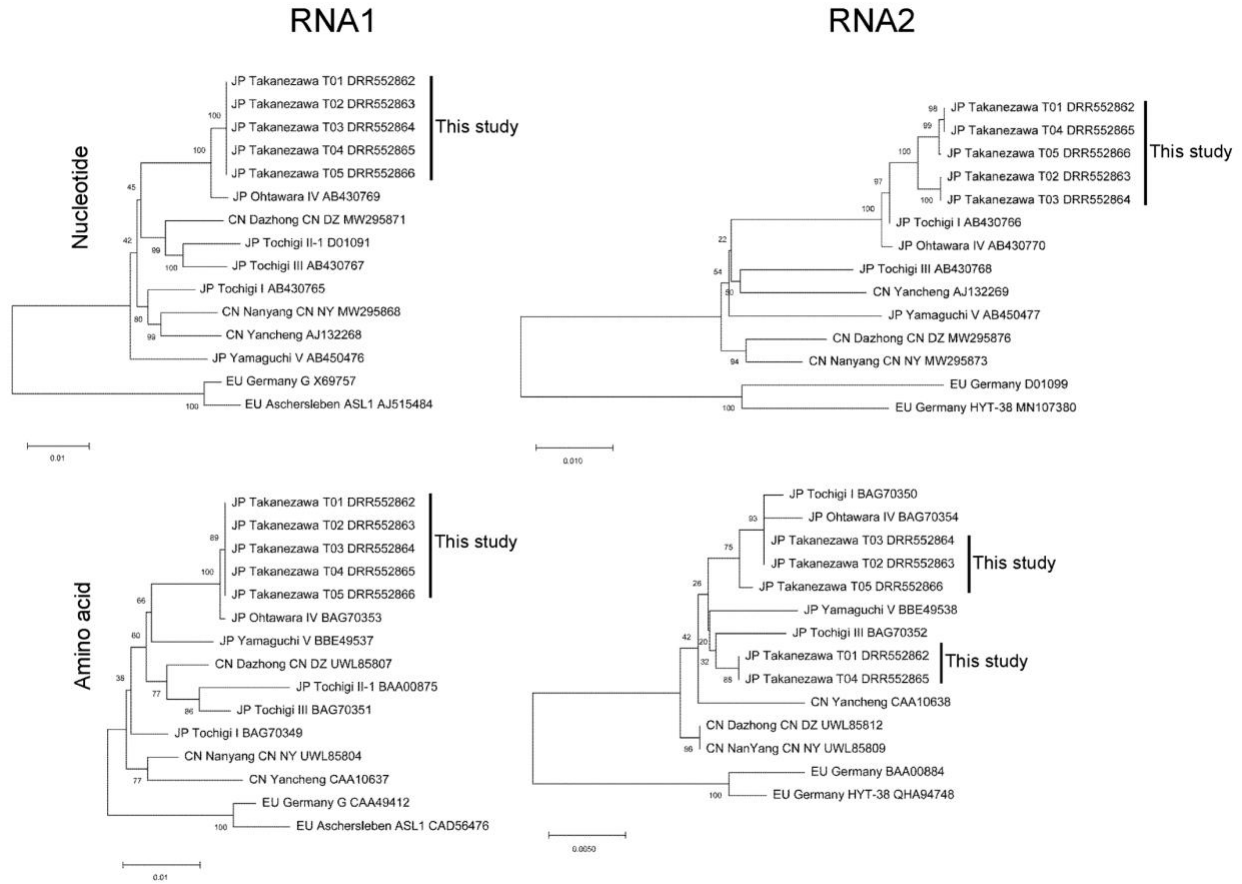 RNA1
RNA2
Nucleotide
JP Takanezawa T01 DRR552862
JP Takanezawa T02 DRR552863
JP Takanezawa T03 DRR552864
JP Takanezawa T04 DRR552865
JP Takanezawa T05 DRR552866
This study
JP Ohtawara IV AB430769
CN Dazhong CN DZ MW295871
JP Tochigi II-1 D01091
JP Tochigi III AB430767
JP Tochigi I AB430765
CN Nanyang CN NY MW295868
CN Yancheng AJ132268
JP Yamaguchi V AB450476
EU Germany G X69757
EU Aschersleben ASL1 AJ515484
100
100
45
99
100
42
80
99
100
0.01
JP Takanezawa T01 DRR552862
JP Takanezawa T04 DRR552865
JP Takanezawa T05 DRR552866
JP Takanezawa T02 DRR552863
JP Takanezawa T03 DRR552864
This study
JP Tochigi I AB430766
JP Ohtawara IV AB430770
JP Tochigi III AB430768
CN Yancheng AJ132269
JP Yamaguchi V AB450477
CN Dazhong CN DZ MW295876
CN Nanyang CN NY MW295873
EU Germany D01099
EU Germany HYT-38 MN107380
98
99
100
100
97
100
22
54
94
100
0.010
Amino acid
JP Takanezawa T01 DRR552862
JP Takanezawa T02 DRR552863
JP Takanezawa T03 DRR552864
JP Takanezawa T04 DRR552865
JP Takanezawa T05 DRR552866
This study
JP Ohtawara IV BAG70353
JP Yamaguchi V BBE49537
CN Dazhong CN DZ UWL85807
JP Tochigi II-1 BAA00875
JP Tochigi III BAG70351
JP Tochigi I BAG70349
CN Nanyang CN NY UWL85804
CN Yancheng CAA10637
EU Germany G CAA49412
EU Aschersleben ASL1 CAD56476
89
100
66
60
38
77
86
77
100
0.01
JP Tochigi I BAG70350
JP Ohtawara IV BAG70354
JP Takanezawa T03 DRR552864
JP Takanezawa T02 DRR552863
JP Takanezawa T05 DRR552866
This study
JP Yamaguchi V BBE49538
JP Tochigi III BAG70352
JP Takanezawa T01 DRR552862
JP Takanezawa T04 DRR552865
This study
CN Yancheng CAA10638
CN Dazhong CN DZ UWL85812
CN NanYang CN NY UWL85809
EU Germany BAA00884
EU Germany HYT-38 QHA94748
93
75
26
42
20
32
100
0.0050